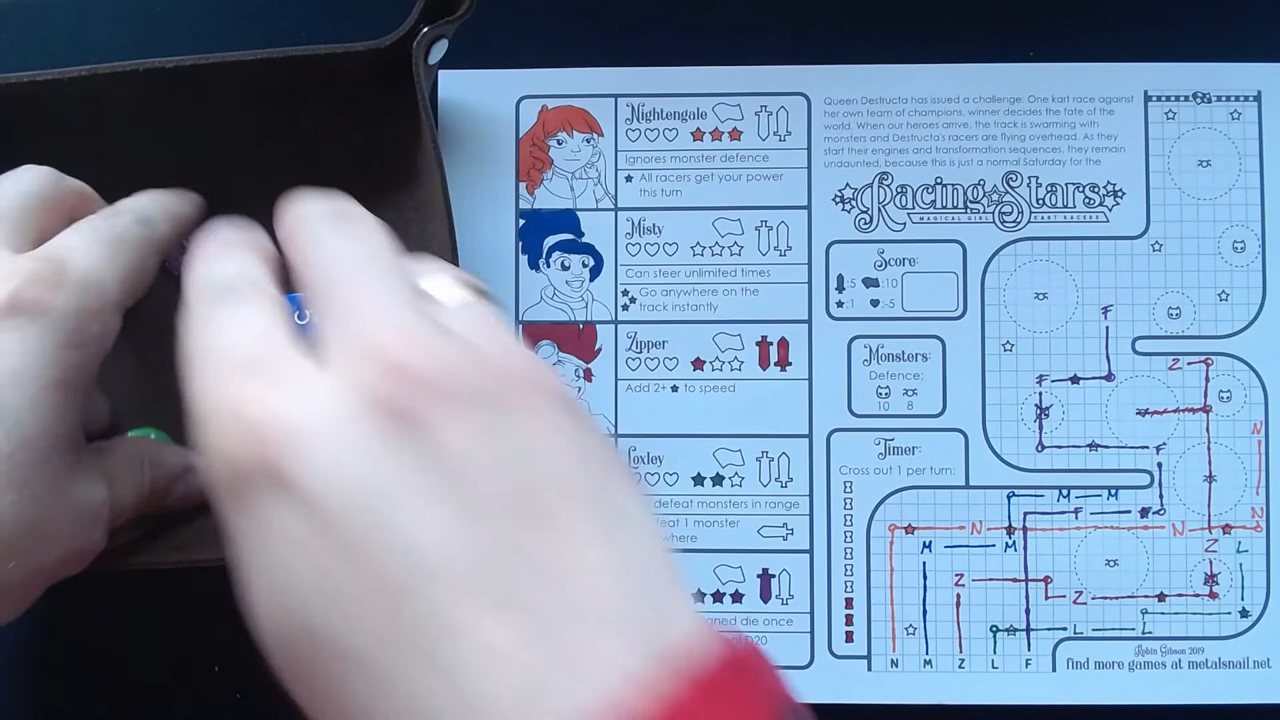 Nightengale
Ignores monster defence
All racers get your power
this turn
Misty
Can steer unlimited times
Go anywhere on the
track instantly
Zipper
Add 2+ to speed
Loxley
defeat monsters in range
1 monster
once
D20
Queen Destructa has issued a challenge: One kart race against
her own team of champions, winner decides the fate of the
world. When our heroes arrive, the track is swarming with
monsters and Destructa's racers are flying overhead. As they
start their engines and transformation sequences, they remain
undaunted, because this is just a normal Saturday for the
Racing Stars
MAGICAL GIRL KART RACERS
Score:
:5 :10
:1 :-5
Monsters:
Defence:
10 8
Timer:
Cross out 1 per turn:
F
F
Z
N
F
M M
F
N
N N
M M
Z L
Z
Z
L L
N M Z L F
Robin Gibson 2019
find more games at metalsnail.net